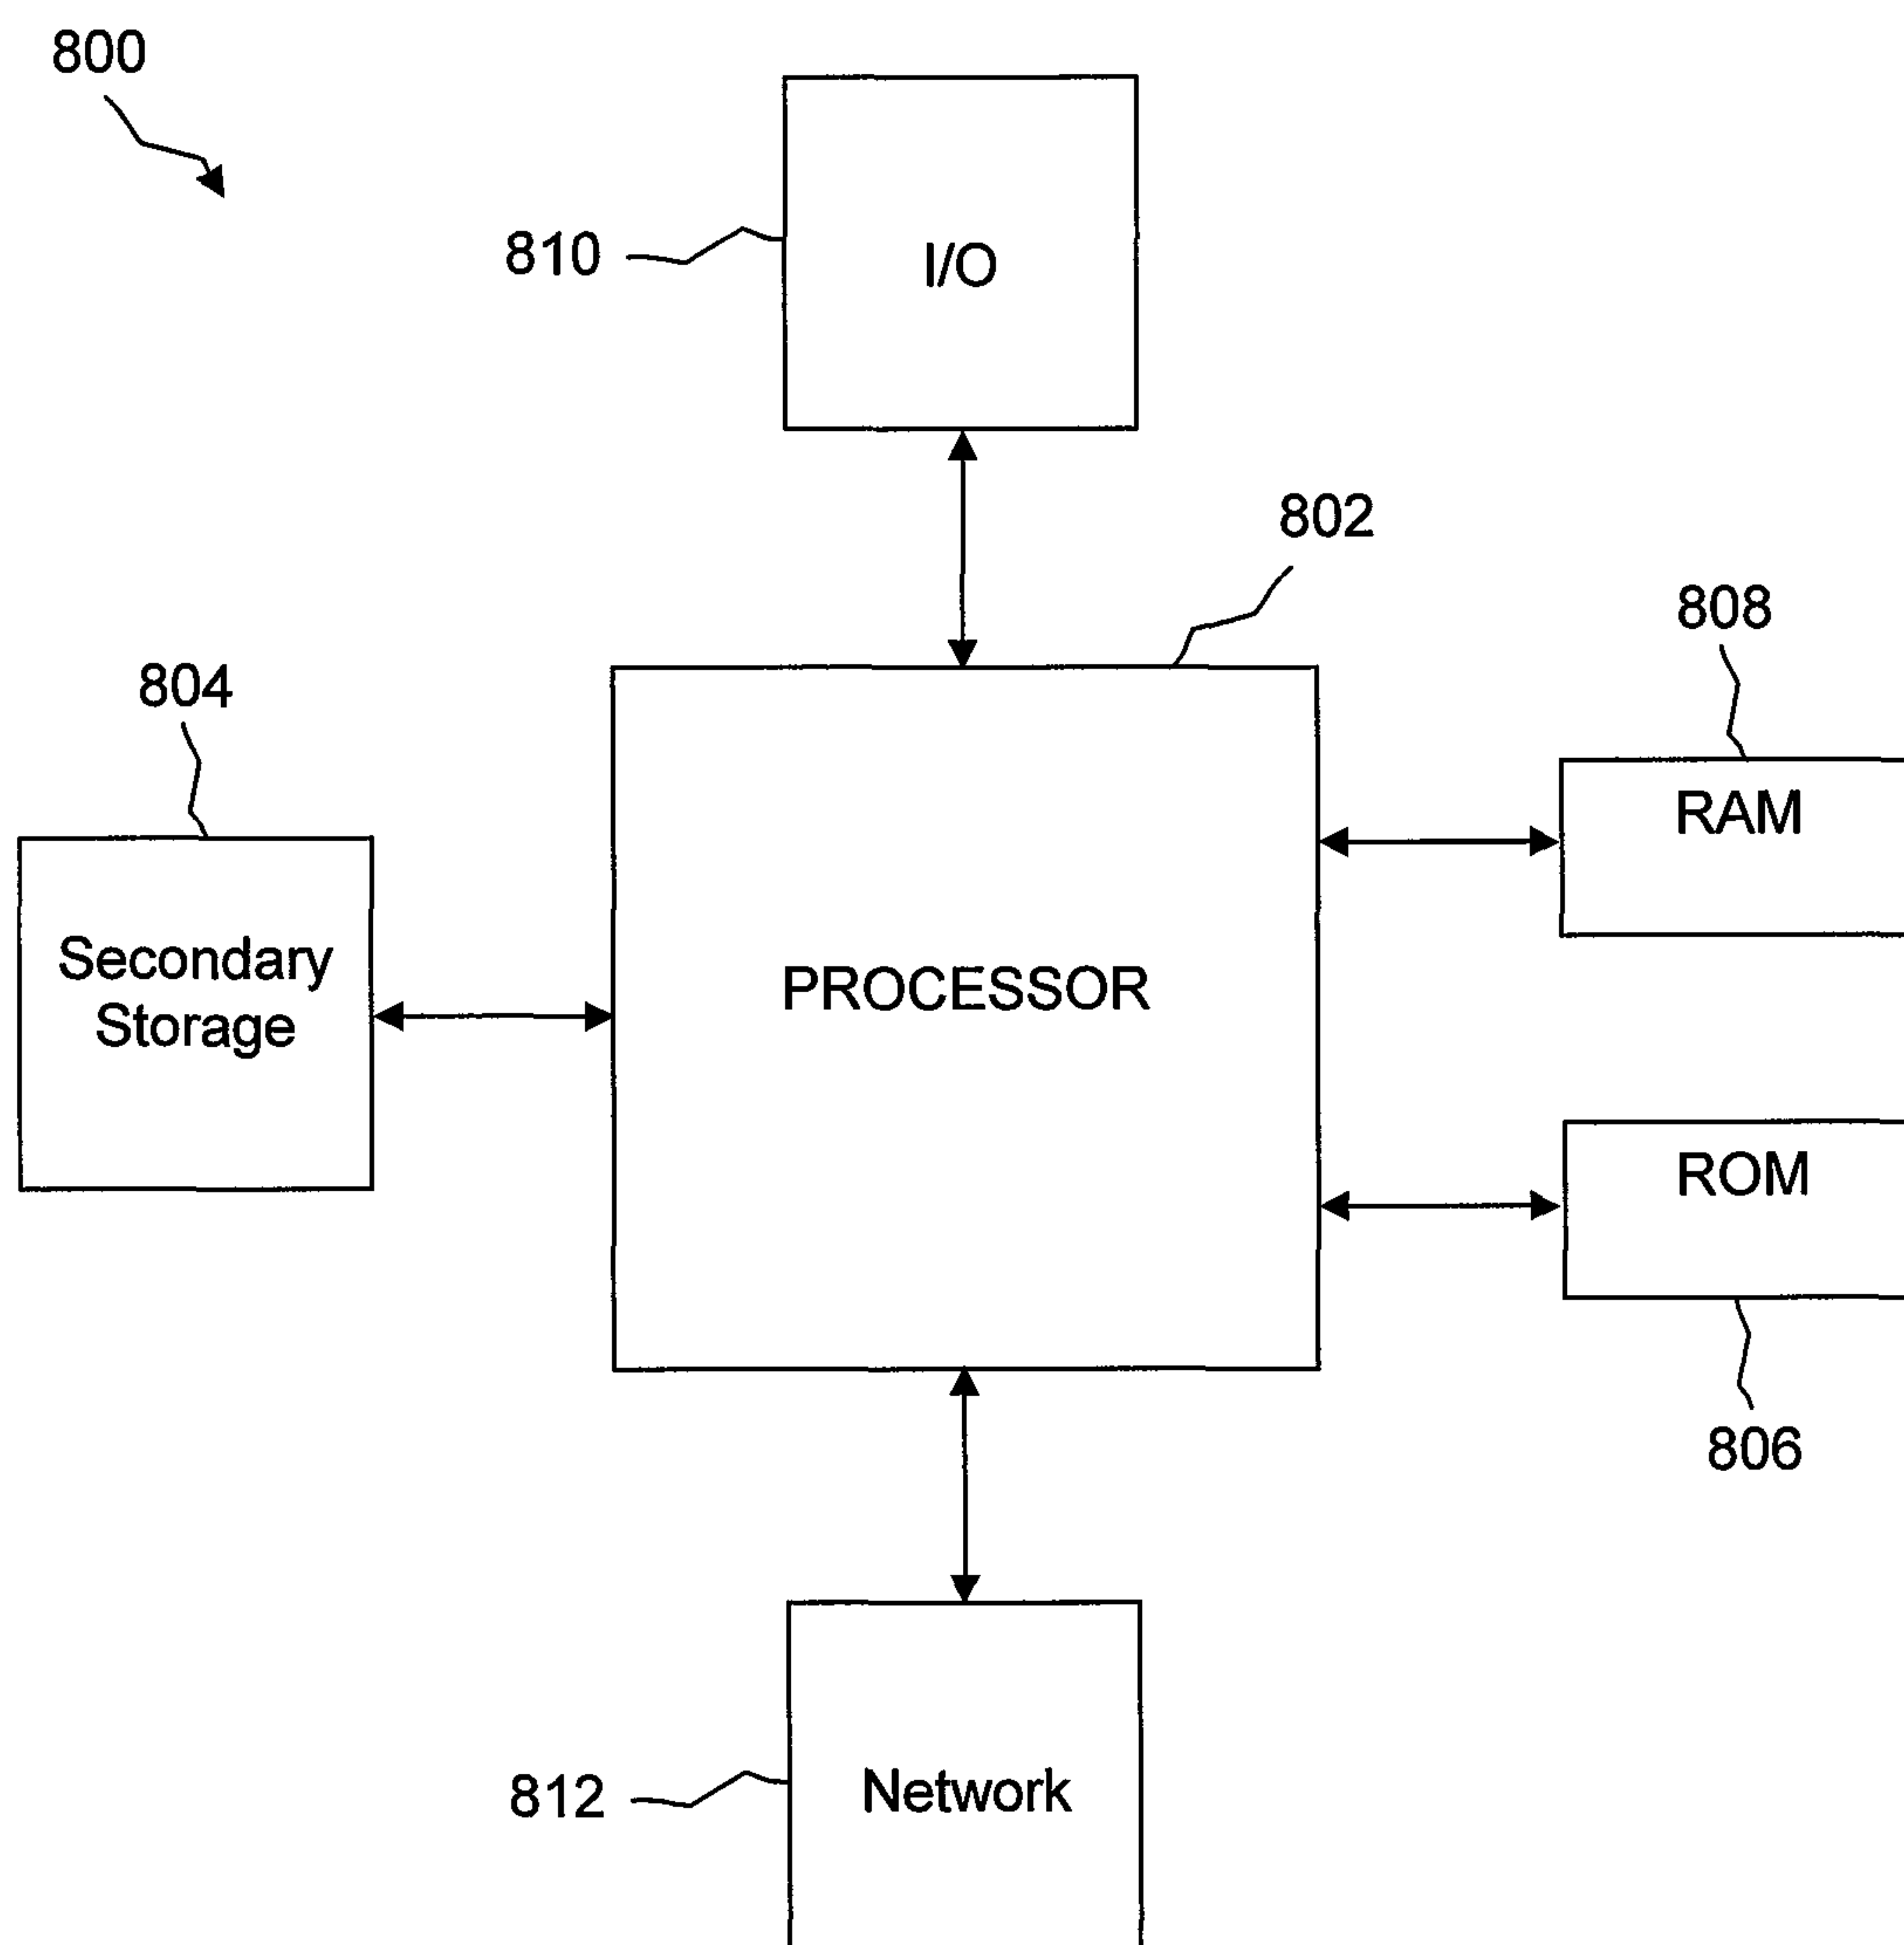 800
810
I/O
802
808
804
RAM
Secondary
Storage
PROCESSOR
ROM
806
812
Network